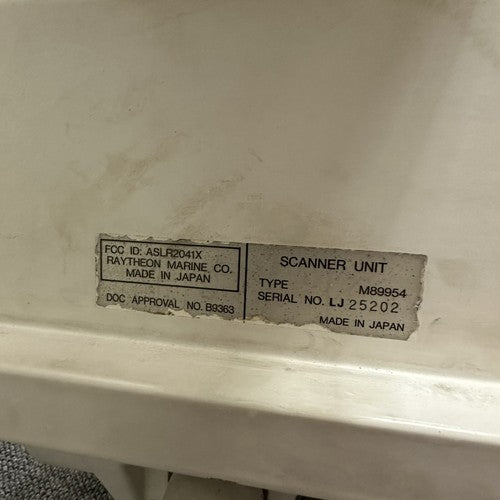 FCC ID: ASLR2041X
RAYTHEON MARINE CO.
MADE IN JAPAN
DOC APPROVAL NO. B9363
SCANNER UNIT
TYPE M89954
SERIAL NO. LJ 25202
MADE IN JAPAN